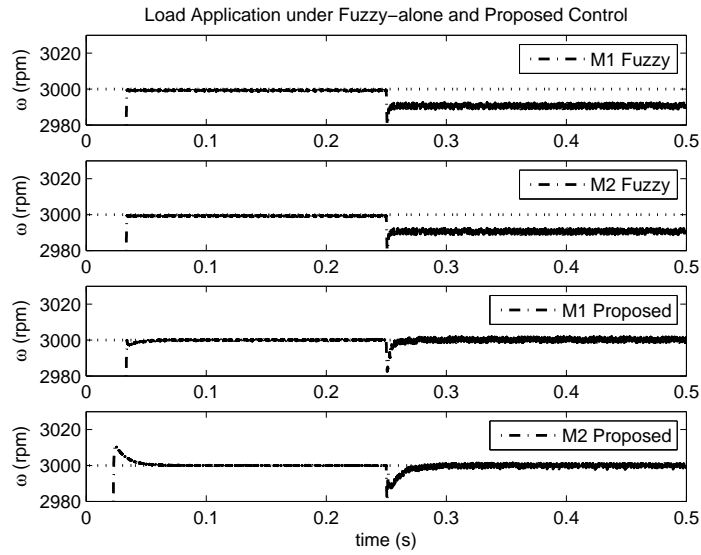 Load Application under Fuzzy−alone and Proposed Control
3020
3000
2980
ω (rpm)
M1 Fuzzy
0 0.1 0.2 0.3 0.4 0.5
3020
3000
2980
ω (rpm)
M2 Fuzzy
0 0.1 0.2 0.3 0.4 0.5
3020
3000
2980
ω (rpm)
M1 Proposed
0 0.1 0.2 0.3 0.4 0.5
3020
3000
2980
ω (rpm)
M2 Proposed
0 0.1 0.2 0.3 0.4 0.5
time (s)